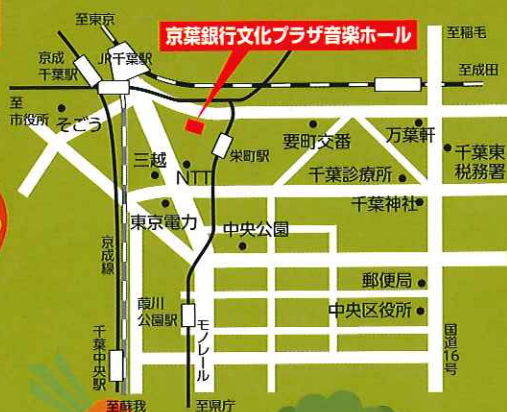 至東京
京葉銀行文化プラザ音楽ホール
至稲毛
京成
千葉駅
JR千葉駅
至成田
至
市役所
そごう
要町交番
万葉軒
栄町駅
千葉東
税務署
三越
NTT
千葉診療所
千葉神社
東京電力
中央公園
京成線
郵便局
葭川
公園駅
中央区役所
モノレール
国道16号
千葉中央駅
至蘇我
至県庁